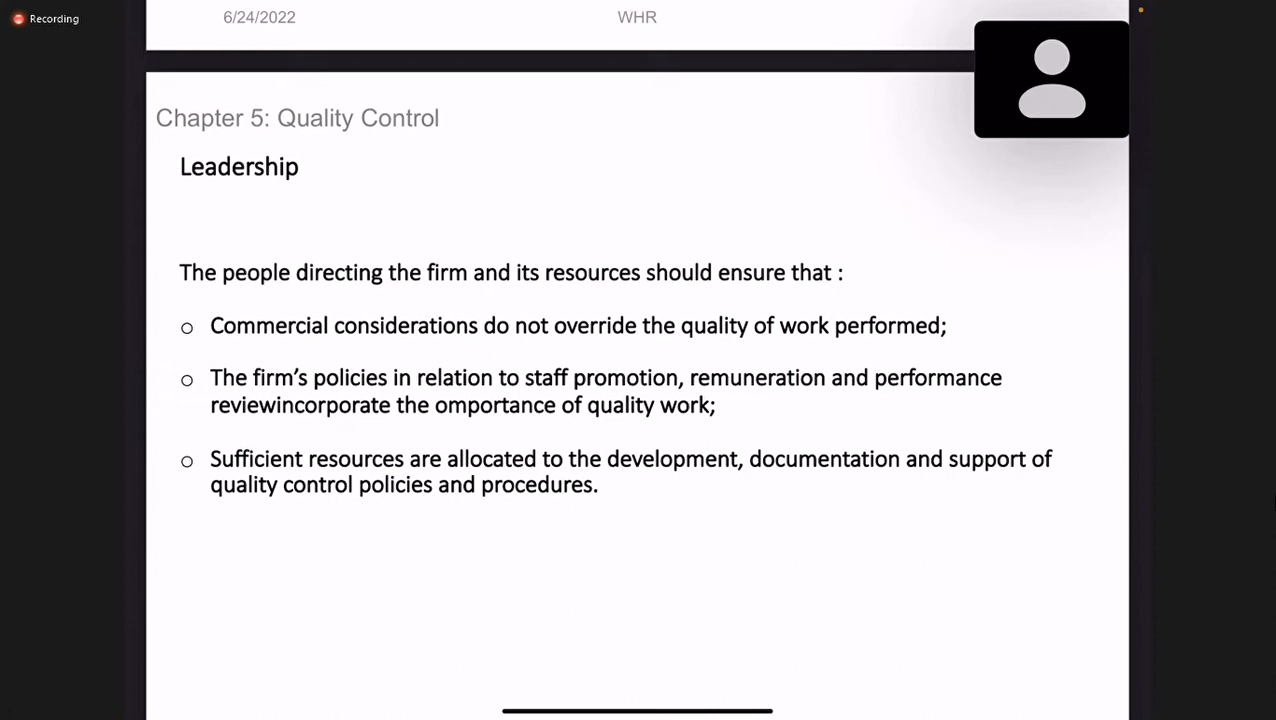 Recording
6/24/2022 WHR
Chapter 5: Quality Control
Leadership
The people directing the firm and its resources should ensure that :
o Commercial considerations do not override the quality of work performed;
o The firm’s policies in relation to staff promotion, remuneration and performance
reviewincorporate the omportance of quality work;
o Sufficient resources are allocated to the development, documentation and support of
quality control policies and procedures.